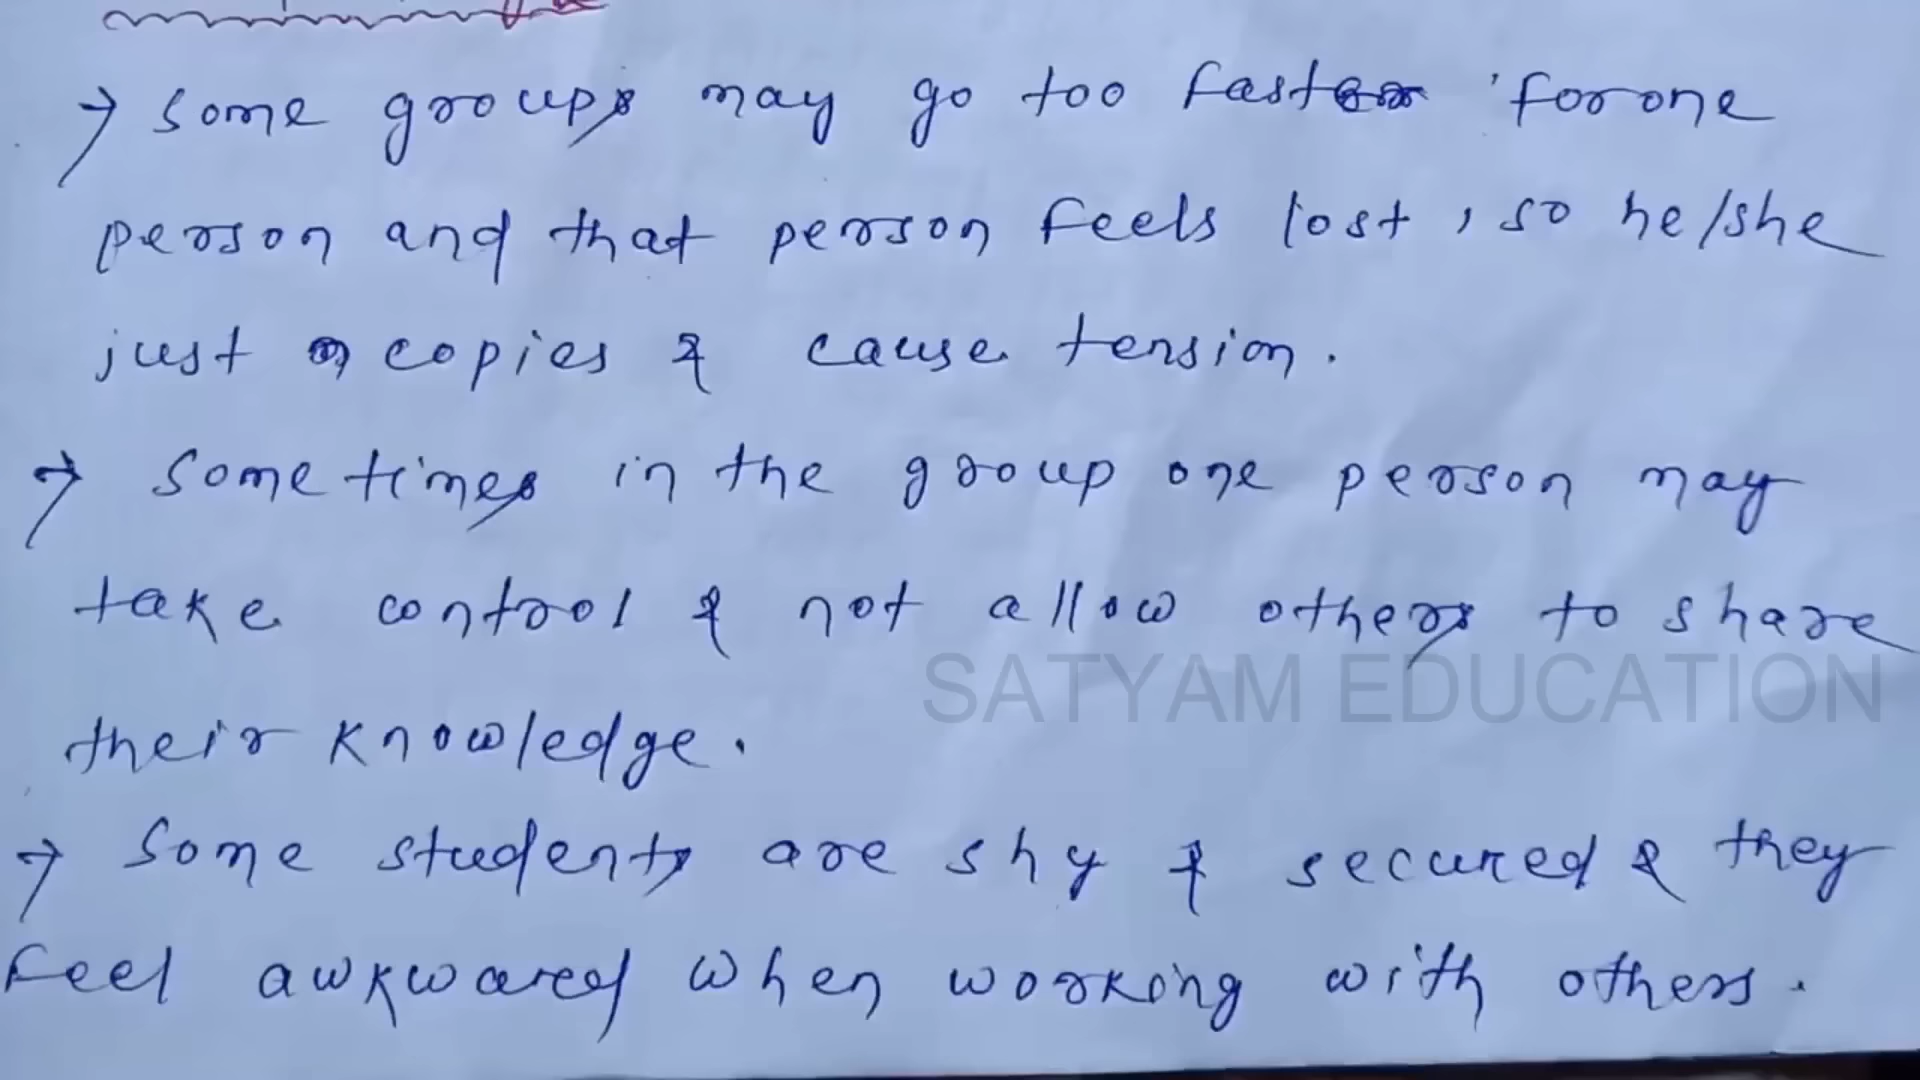 → some groups may go too fast for one
person and that person feels lost, so he/she
just copies & cause tension.
→ Sometimes in the group one person may
take control & not allow others to share
SATYAM EDUCATION
their knowledge.
→ Some students are shy & secured & they
feel awkward when working with others.